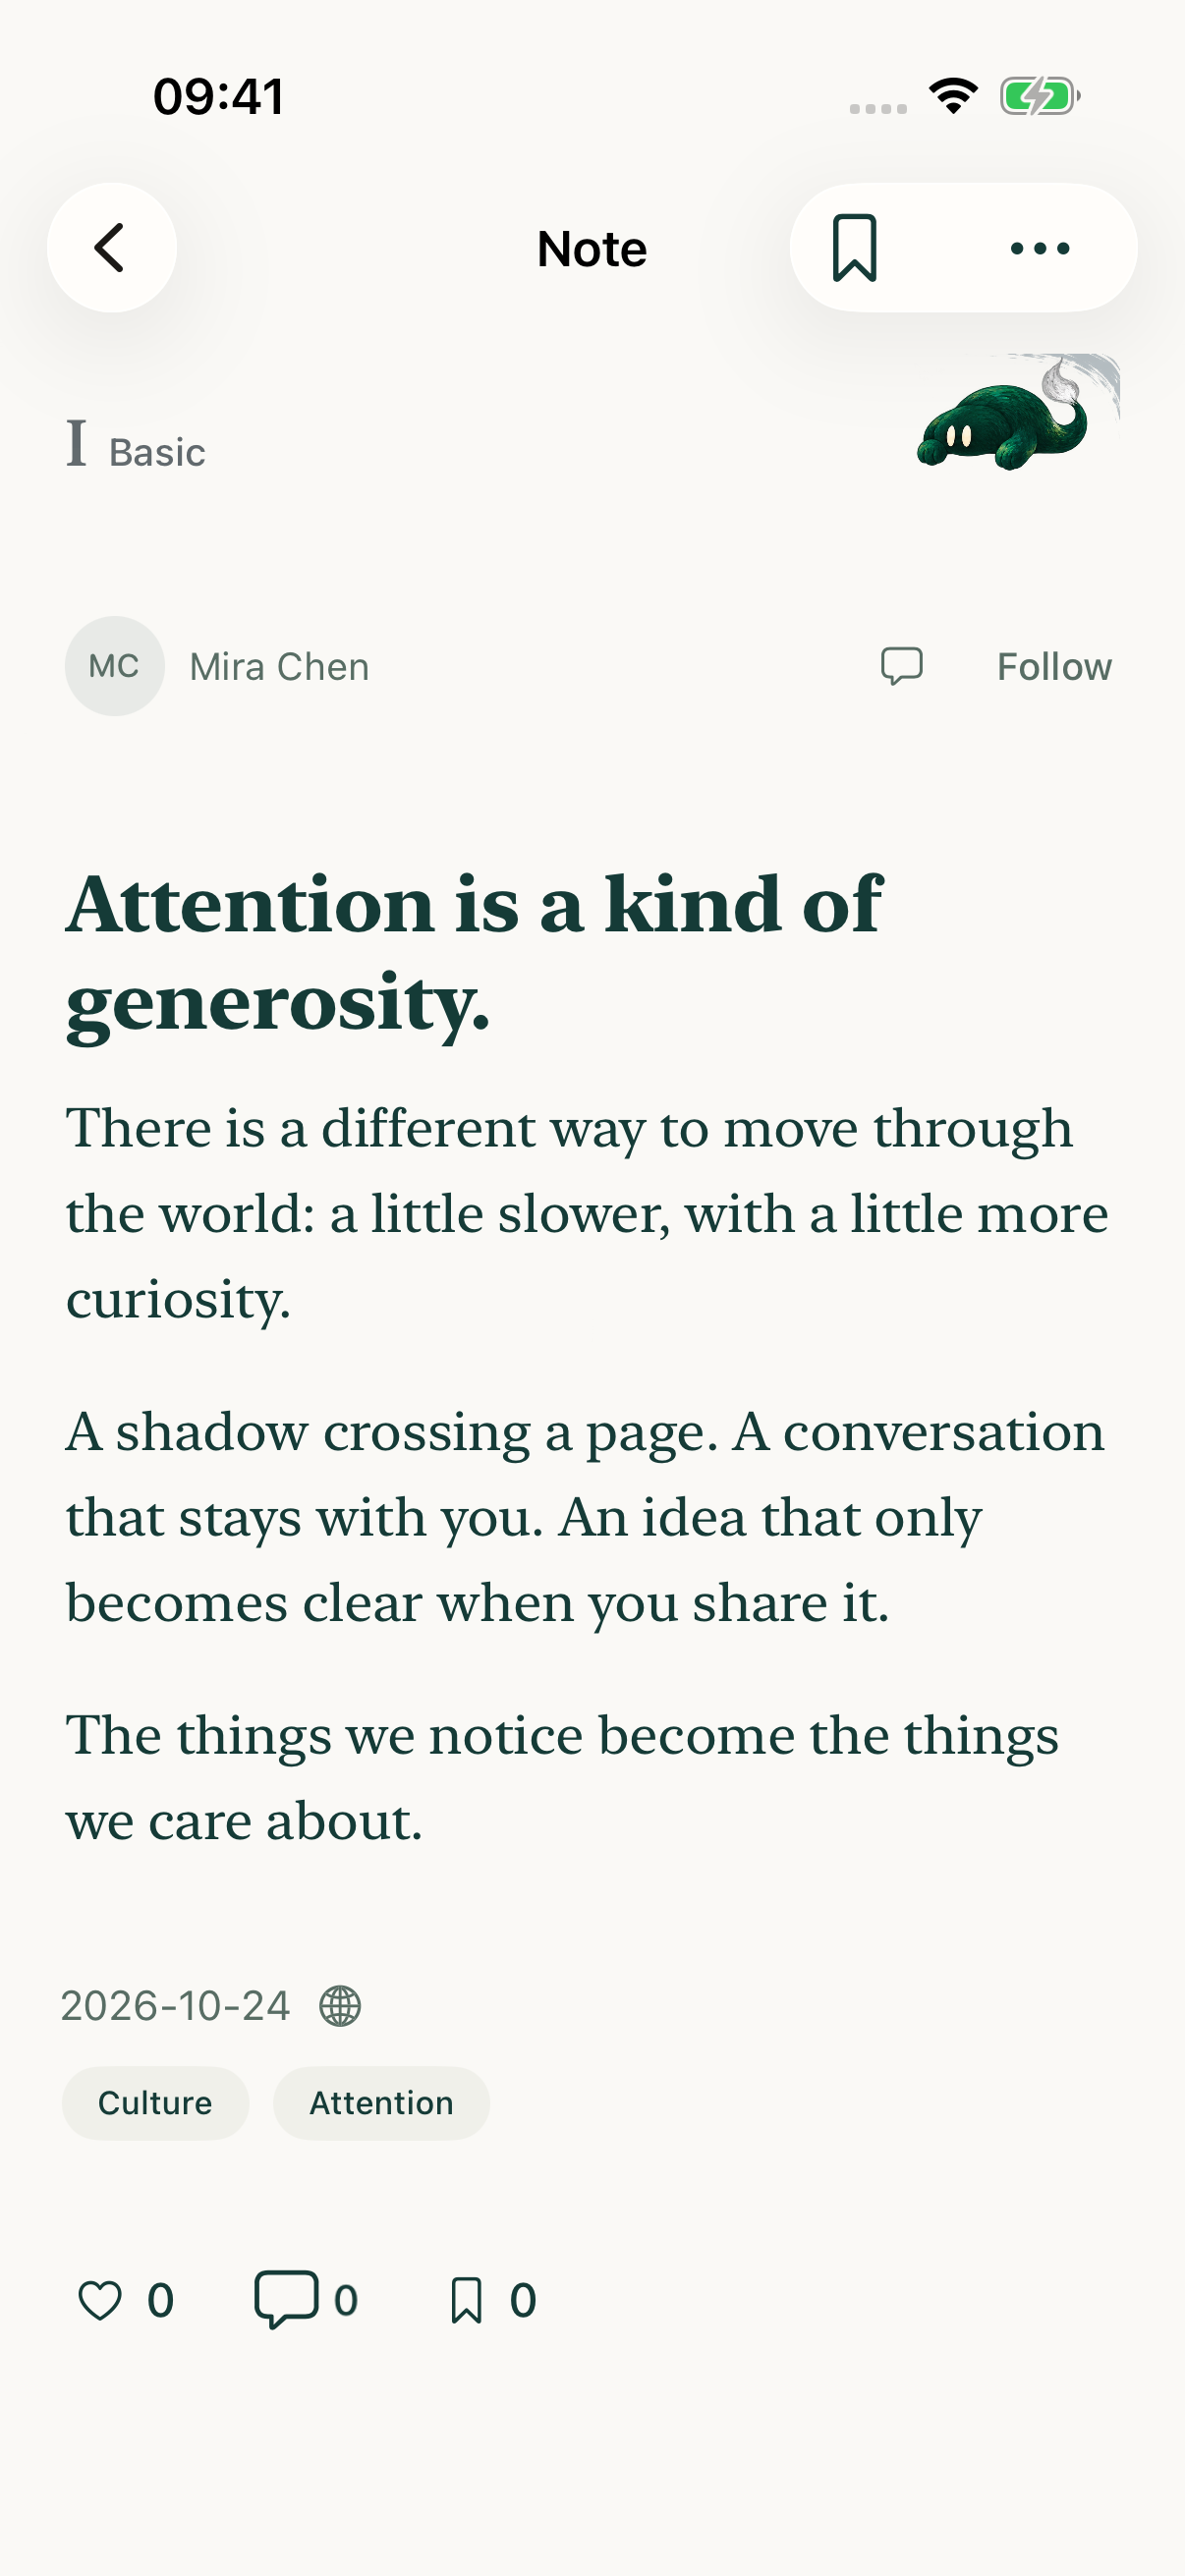 09:41
Note
I Basic
MC Mira Chen Follow
Attention is a kind of
generosity.
There is a different way to move through
the world: a little slower, with a little more
curiosity.
A shadow crossing a page. A conversation
that stays with you. An idea that only
becomes clear when you share it.
The things we notice become the things
we care about.
2026-10-24
Culture Attention
0 0 0